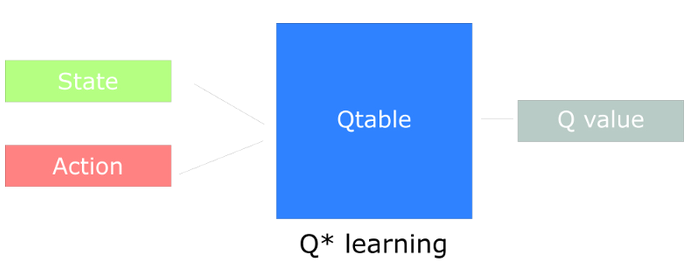 State
Action
Qtable
Q value
Q* learning